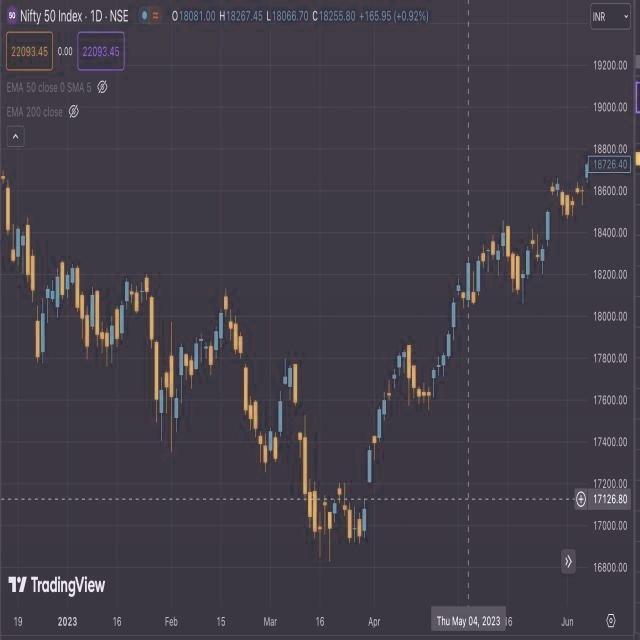 50 Nifty 50 Index · 1D · NSE O18081.00 H18267.45 L18066.70 C18255.80 +165.95 (+0.92%) INR
22093.45 0.00 22093.45
EMA 50 close 0 SMA 5
EMA 200 close
19200.00
19000.00
18800.00
18726.40
18600.00
18400.00
18200.00
18000.00
17800.00
17600.00
17400.00
17200.00
17126.80
17000.00
16800.00
TradingView
19 2023 16 Feb 15 Mar 16 Apr Thu May 04, 2023 16 Jun